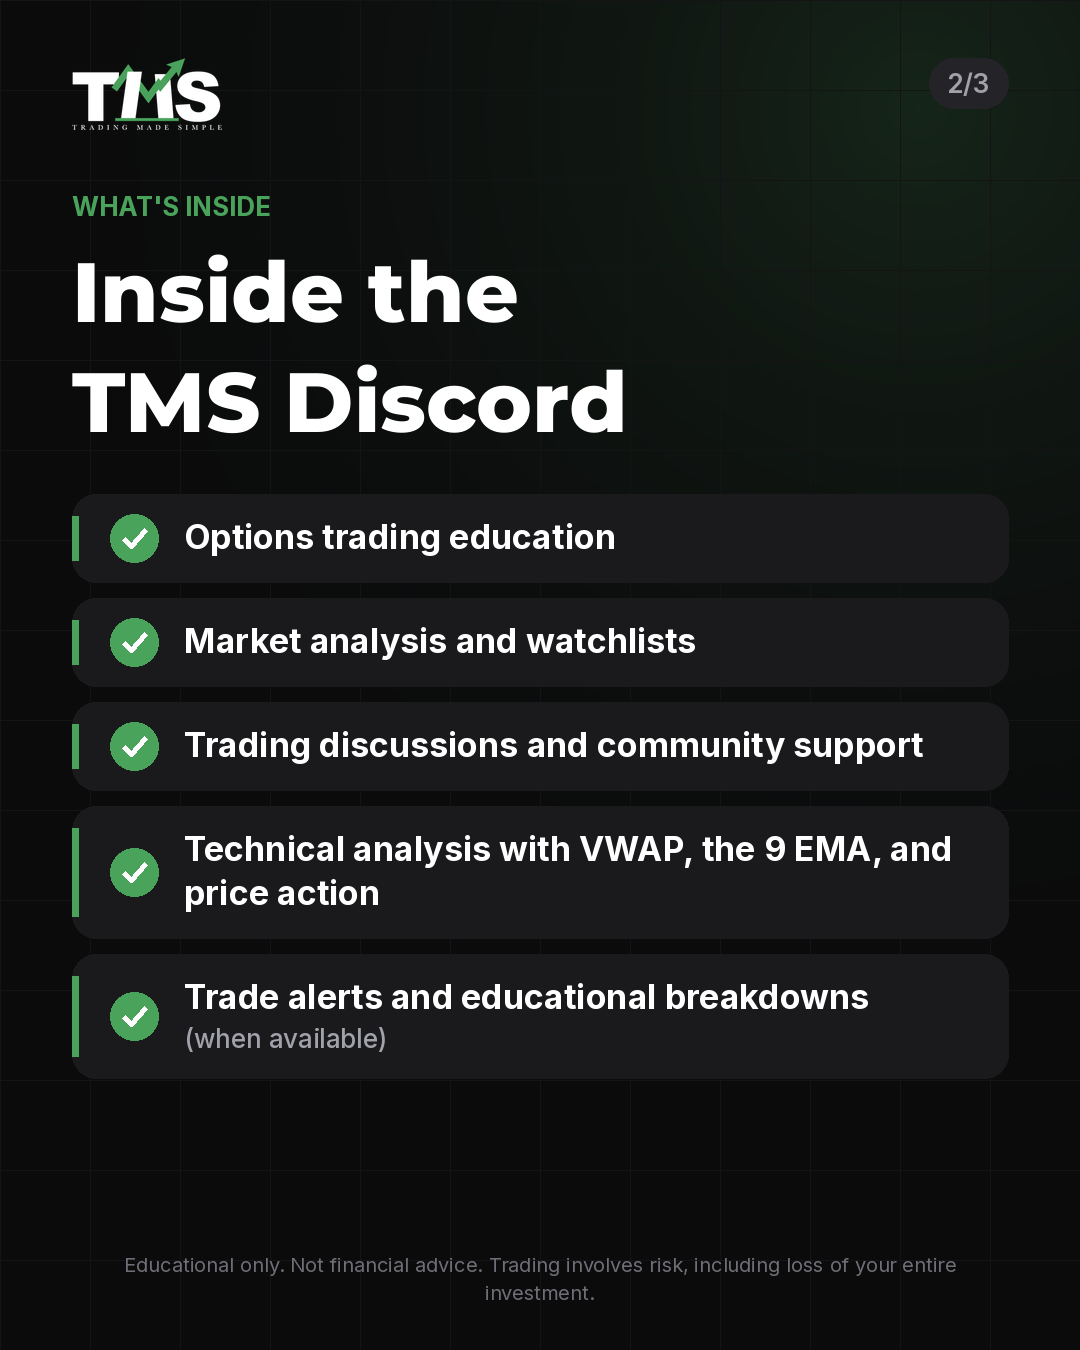 TMS
TRADING MADE SIMPLE
2/3
WHAT'S INSIDE
Inside the
TMS Discord
Options trading education
Market analysis and watchlists
Trading discussions and community support
Technical analysis with VWAP, the 9 EMA, and
price action
Trade alerts and educational breakdowns
(when available)
Educational only. Not financial advice. Trading involves risk, including loss of your entire
investment.